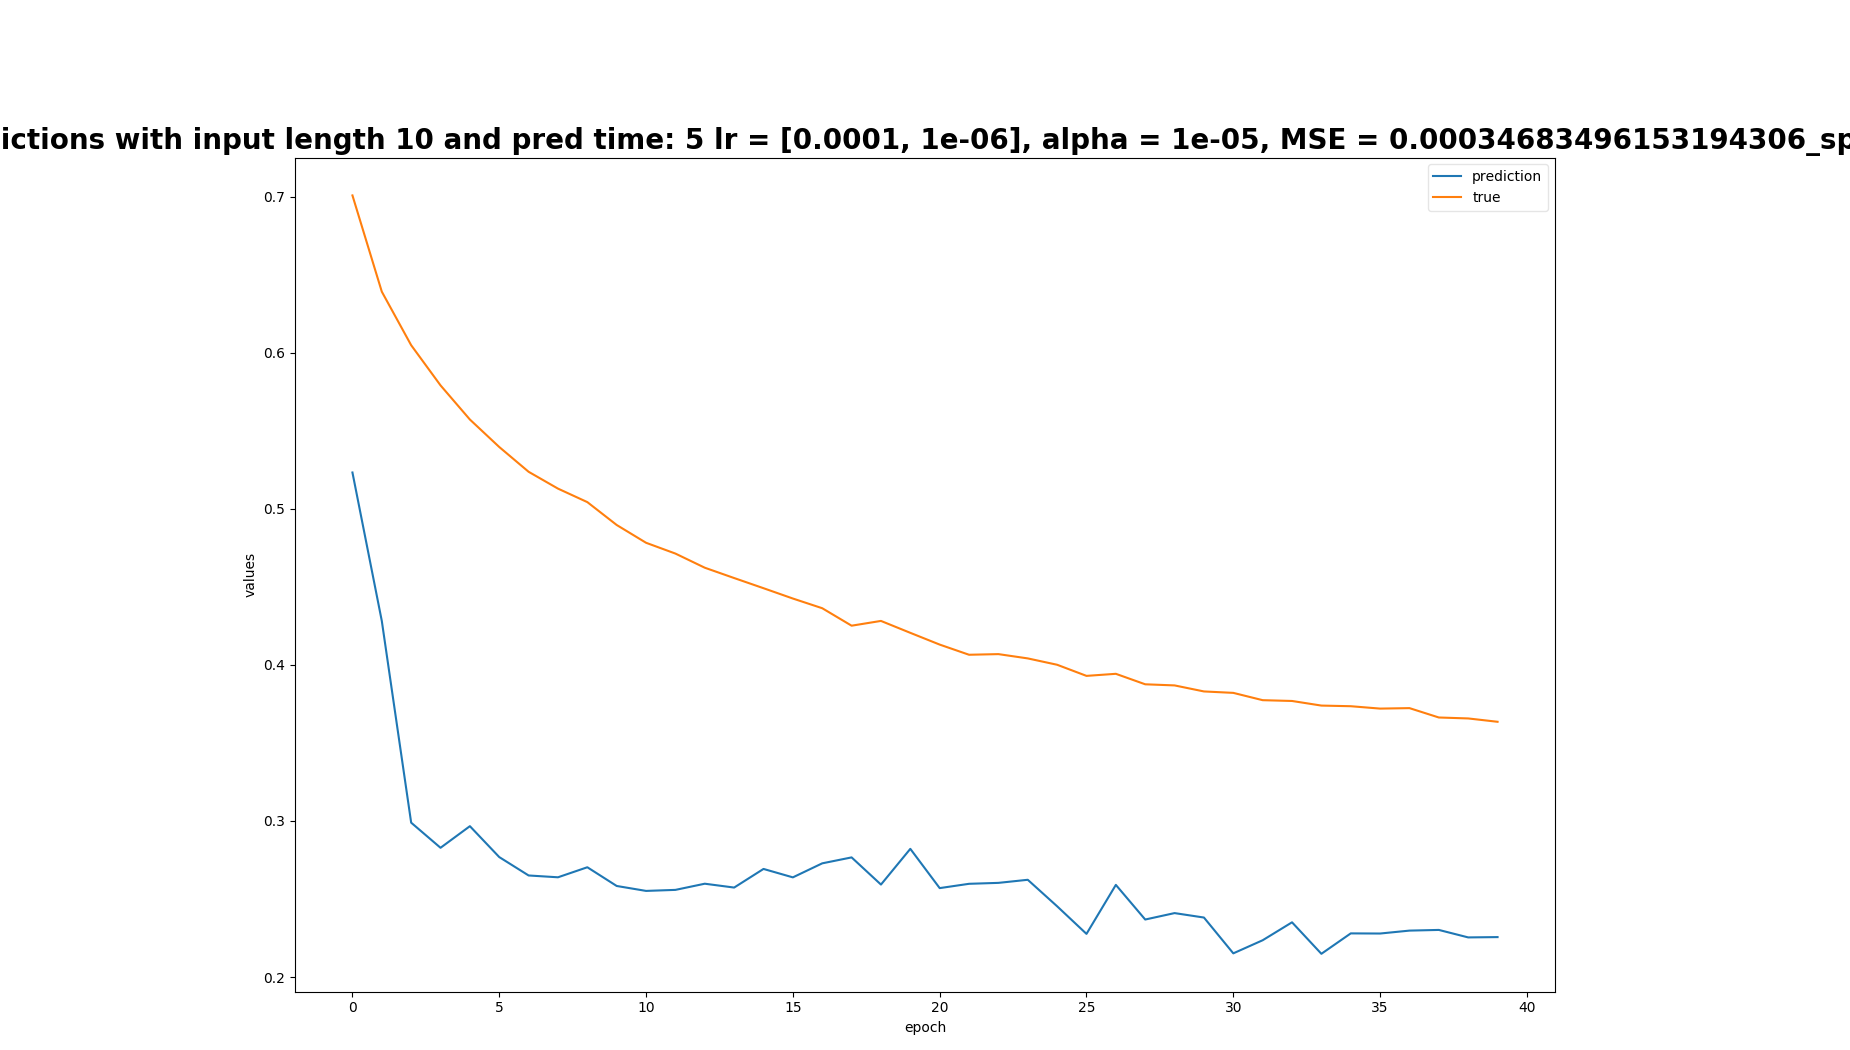 ictions with input length 10 and pred time: 5 lr = [0.0001, 1e-06], alpha = 1e-05, MSE = 0.00034683496153194306_sp
prediction
true
0.7
0.6
0.5
0.4
0.3
0.2
values
0 5 10 15 20 25 30 35 40
epoch